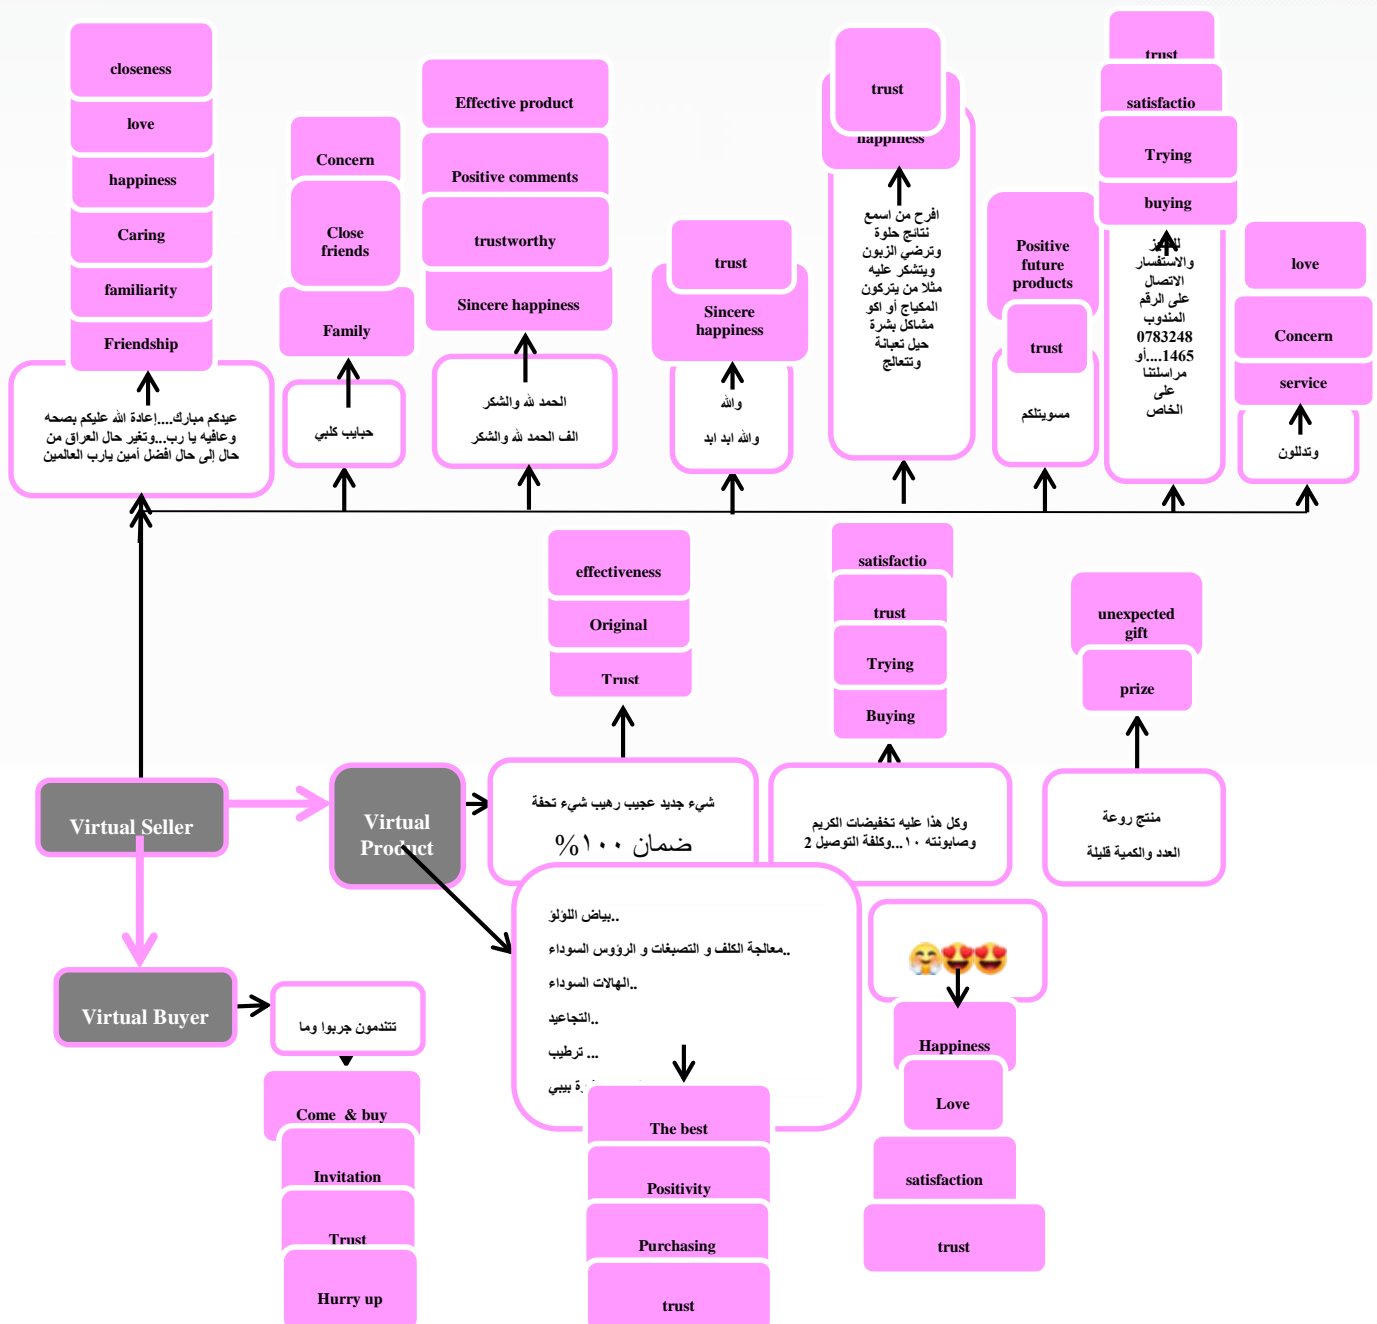 closeness
love
happiness
Caring
familiarity
Friendship
عيدكم مبارك....إعادة الله عليكم بصحه
وعافيه يا رب...وتغير حال العراق من
حال إلى حال افضل أمين يارب العالمين
Concern
Close
friends
Family
حبايب كلبي
Effective product
Positive comments
trustworthy
Sincere happiness
الحمد لله والشكر
الف الحمد لله والشكر
trust
Sincere
happiness
والله
والله ابد ابد
trust
happiness
افرح من اسمع
نتائج حلوة
وترضي الزبون
ويتشكر عليه
مثلا من يتركون
المكياج أو اكو
مشاكل بشرة
حيل تعبانة
وتتعالج
Positive
future
products
trust
مسويتلكم
trust
satisfactio
Trying
buying
والاستفسار
الاتصال
على الرقم
المندوب
0783248
1465....أو
مراسلتنا
على
الخاص
love
Concern
service
وتدللون
effectiveness
Original
Trust
satisfactio
trust
Trying
Buying
unexpected
gift
prize
Virtual Seller
Virtual
Product
شيء جديد عجيب رهيب شيء تحفة
ضمان ١٠٠%
وكل هذا عليه تخفيضات الكريم
وصابونته ١٠...وكلفة التوصيل 2
منتج روعة
العدد والكمية قليلة
..بياض اللؤلؤ
..معالجة الكلف و التصبغات و الرؤوس السوداء
..الهالات السوداء
..التجاعيد
... ترطيب
بيبي
🤗😍😍
Virtual Buyer
تتندمون جربوا وما
Come & buy
Invitation
Trust
Hurry up
The best
Positivity
Purchasing
trust
Happiness
Love
satisfaction
trust